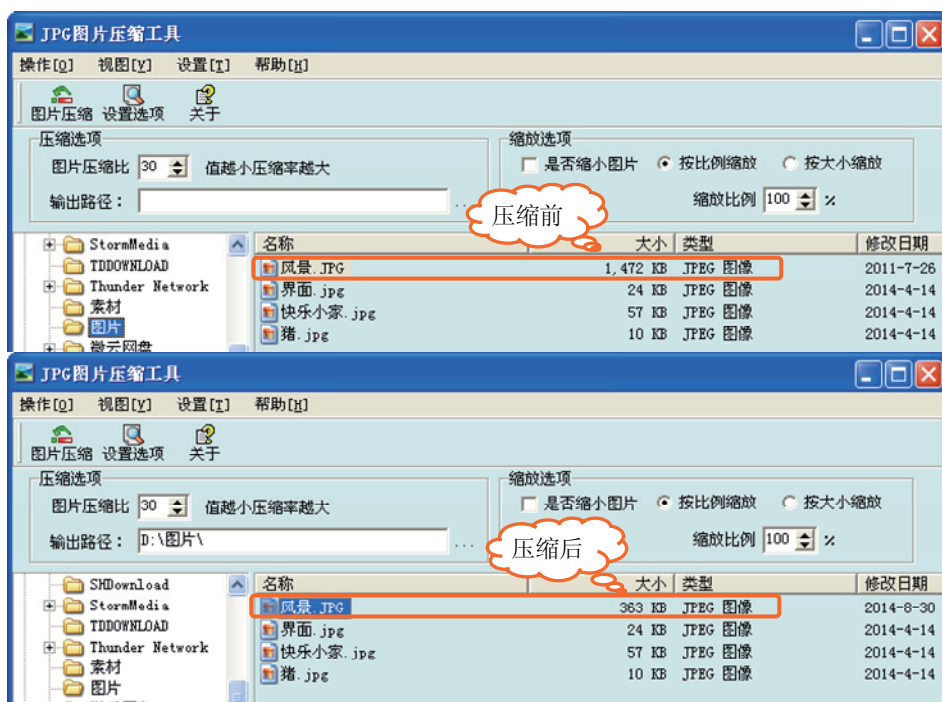 JPG图片压缩工具
操作[O] 视图[V] 设置[T] 帮助[H]
图片压缩 设置选项 关于
压缩选项 缩放选项
图片压缩比 30 值越小压缩率越大 是否缩小图片 按比例缩放 按大小缩放
输出路径： ... 压缩前 缩放比例 100 %
StormMedia 名称 大小 类型 修改日期
TDDOWNLOAD 风景.JPG 1,472 KB JPEG 图像 2011-7-26
Thunder Network 界面.jpg 24 KB JPEG 图像 2014-4-14
素材 快乐小家.jpg 57 KB JPEG 图像 2014-4-14
图片 猪.jpg 10 KB JPEG 图像 2014-4-14
微云网盘
JPG图片压缩工具
操作[O] 视图[V] 设置[T] 帮助[H]
图片压缩 设置选项 关于
压缩选项 缩放选项
图片压缩比 30 值越小压缩率越大 是否缩小图片 按比例缩放 按大小缩放
输出路径： D:\图片\ ... 压缩后 缩放比例 100 %
SHDownload 名称 大小 类型 修改日期
StormMedia 风景.JPG 363 KB JPEG 图像 2014-8-30
TDDOWNLOAD 界面.jpg 24 KB JPEG 图像 2014-4-14
Thunder Network 快乐小家.jpg 57 KB JPEG 图像 2014-4-14
素材 猪.jpg 10 KB JPEG 图像 2014-4-14
图片